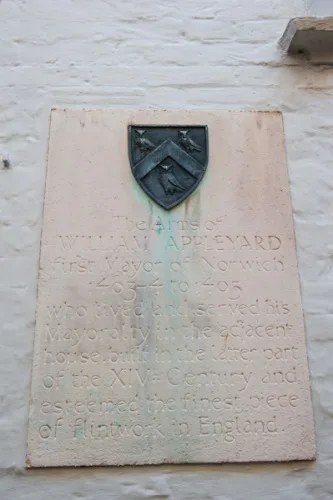 The Arms of
WILLIAM APPLEYARD
first Mayor of Norwich
1403-4 to 1405
who lived and served his
Mayoralty in the adjacent
house, built in the latter part
of the XIVth Century and
esteemed the finest piece
of flintwork in England